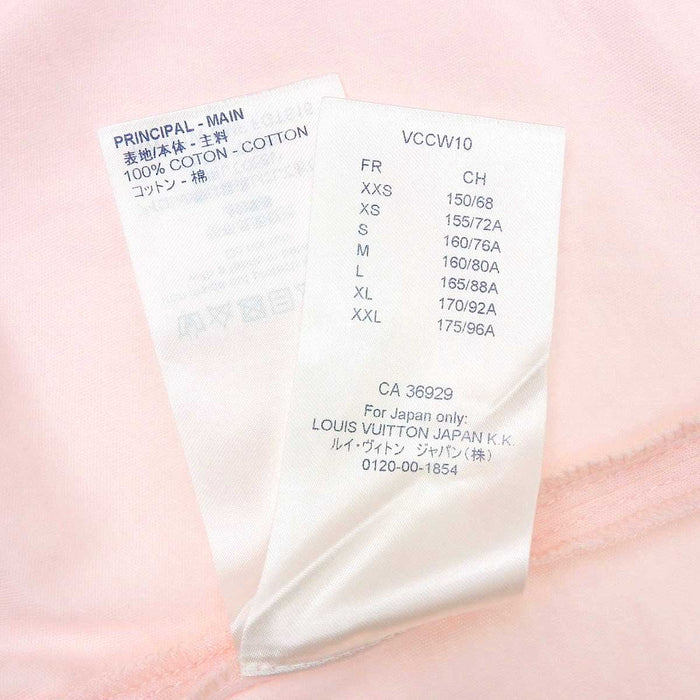 PRINCIPAL - MAIN
表地/本体 - 主料
100% COTON - COTTON
コットン - 棉
VCCW10
FR CH
XXS 150/68
XS 155/72A
S 160/76A
M 160/80A
L 165/88A
XL 170/92A
XXL 175/96A
CA 36929
For Japan only:
LOUIS VUITTON JAPAN K.K.
ルイ・ヴィトン ジャパン(株)
0120-00-1854